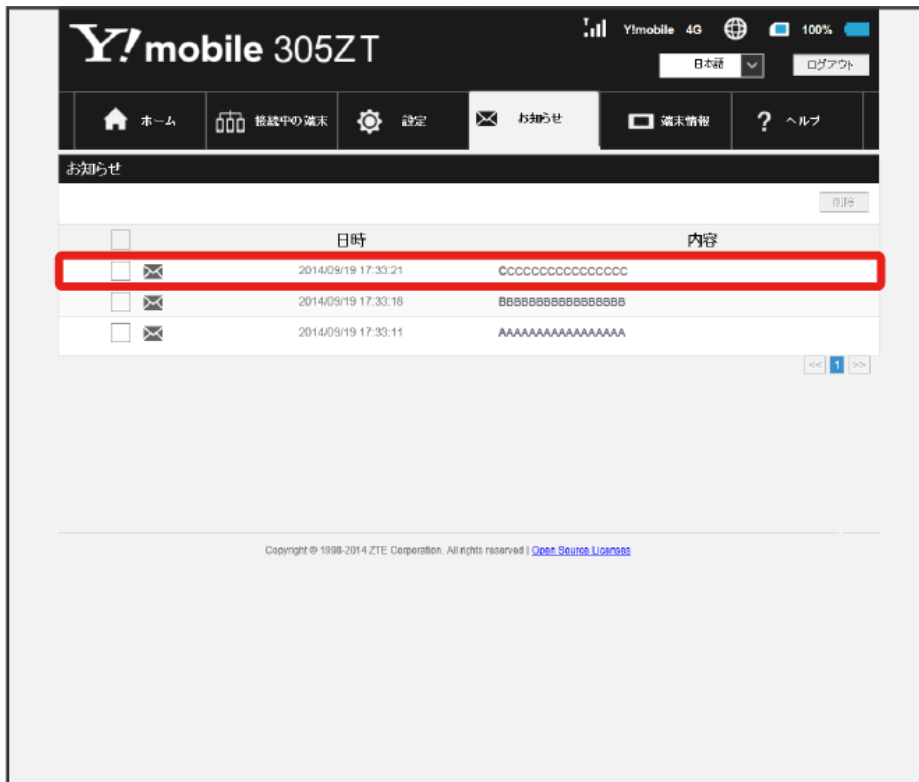 Y!mobile 305ZT
Y!mobile 4G 100%
日本語 ログアウト
ホーム 接続中の端末 設定 お知らせ 端末情報 ? ヘルプ
お知らせ
削除
日時 内容
2014/09/19 17:33:21 CCCCCCCCCCCCCCCCC
2014/09/19 17:33:18 BBBBBBBBBBBBBBBBB
2014/09/19 17:33:11 AAAAAAAAAAAAAAAAA
<< 1 >>
Copyright © 1998-2014 ZTE Corporation. All rights reserved | Open Source Licenses